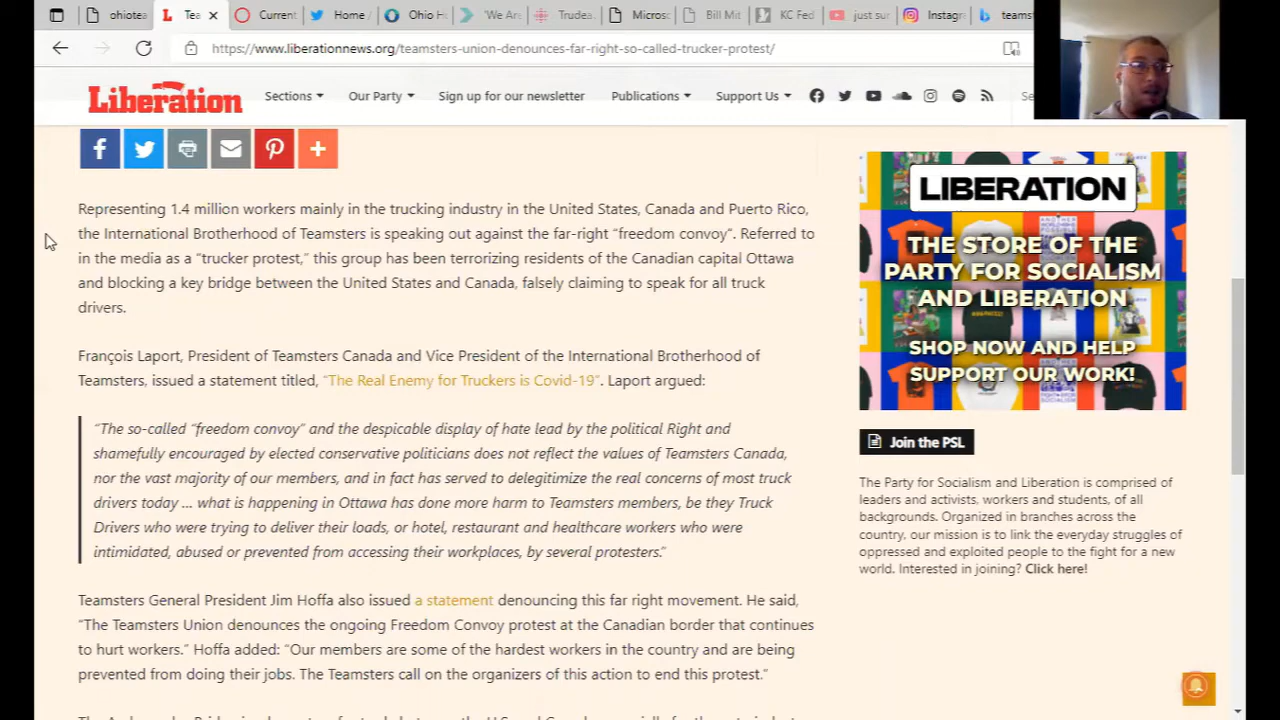 ohiotea
Tea
Current
Home /
Ohio H
'We Ar
Trudea
Micros
Bill Mit
KC Fed
just sur
Instag
teams
https://www.liberationnews.org/teamsters-union-denounces-far-right-so-called-trucker-protest/
Liberation
Sections
Our Party
Sign up for our newsletter
Publications
Support Us
Se
Representing 1.4 million workers mainly in the trucking industry in the United States, Canada and Puerto Rico,
the International Brotherhood of Teamsters speaking out against the far-right “freedom convoy”. Referred to
in the media as a “trucker protest,” this group has been terrorizing residents of the Canadian capital Ottawa
and blocking a key bridge between the United States and Canada, falsely claiming to speak for all truck
drivers.
François Laport, President of Teamsters Canada and Vice President of the International Brotherhood of
Teamsters, issued a statement titled, “The Real Enemy for Truckers is Covid-19”. Laport argued:
“The so-called “freedom convoy” and the despicable display of hate lead by the political Right and
shamefully encouraged by elected conservative politicians does not reflect the values of Teamsters Canada,
nor the vast majority of our members, and in fact has served to delegitimize the real concerns of most truck
drivers today … what is happening in Ottawa has done more harm to Teamsters members, be they Truck
Drivers who were trying to deliver their loads, or hotel, restaurant and healthcare workers who were
intimidated, abused or prevented from accessing their workplaces, by several protesters.”
Teamsters General President Jim Hoffa also issued a statement denouncing this far right movement. He said,
“The Teamsters Union denounces the ongoing Freedom Convoy protest at the Canadian border that continues
to hurt workers.” Hoffa added: “Our members are some of the hardest workers in the country and are being
prevented from doing their jobs. The Teamsters call on the organizers of this action to end this protest.”
LIBERATION
THE STORE OF THE
PARTY FOR SOCIALISM
AND LIBERATION
SHOP NOW AND HELP
SUPPORT OUR WORK!
Join the PSL
The Party for Socialism and Liberation is comprised of
leaders and activists, workers and students, of all
backgrounds. Organized in branches across the
country, our mission is to link the everyday struggles of
oppressed and exploited people to the fight for a new
world. Interested in joining? Click here!